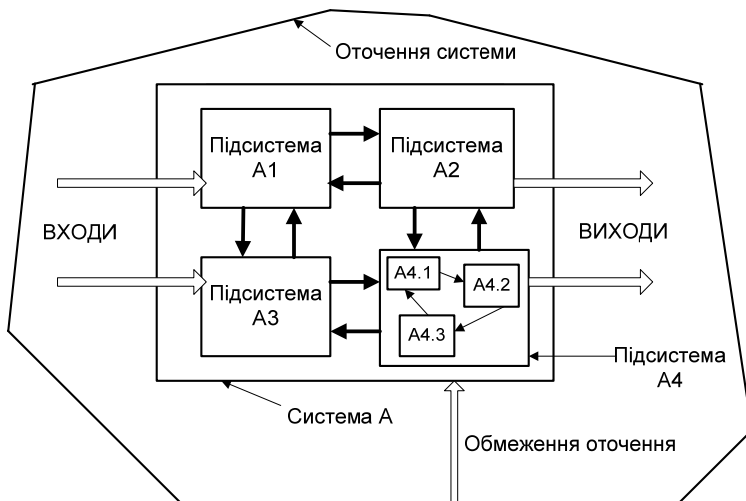 Оточення системи
Підсистема
А1
Підсистема
А2
ВХОДИ
ВИХОДИ
Підсистема
А3
А4.1
А4.2
А4.3
Підсистема
А4
Система А
Обмеження оточення